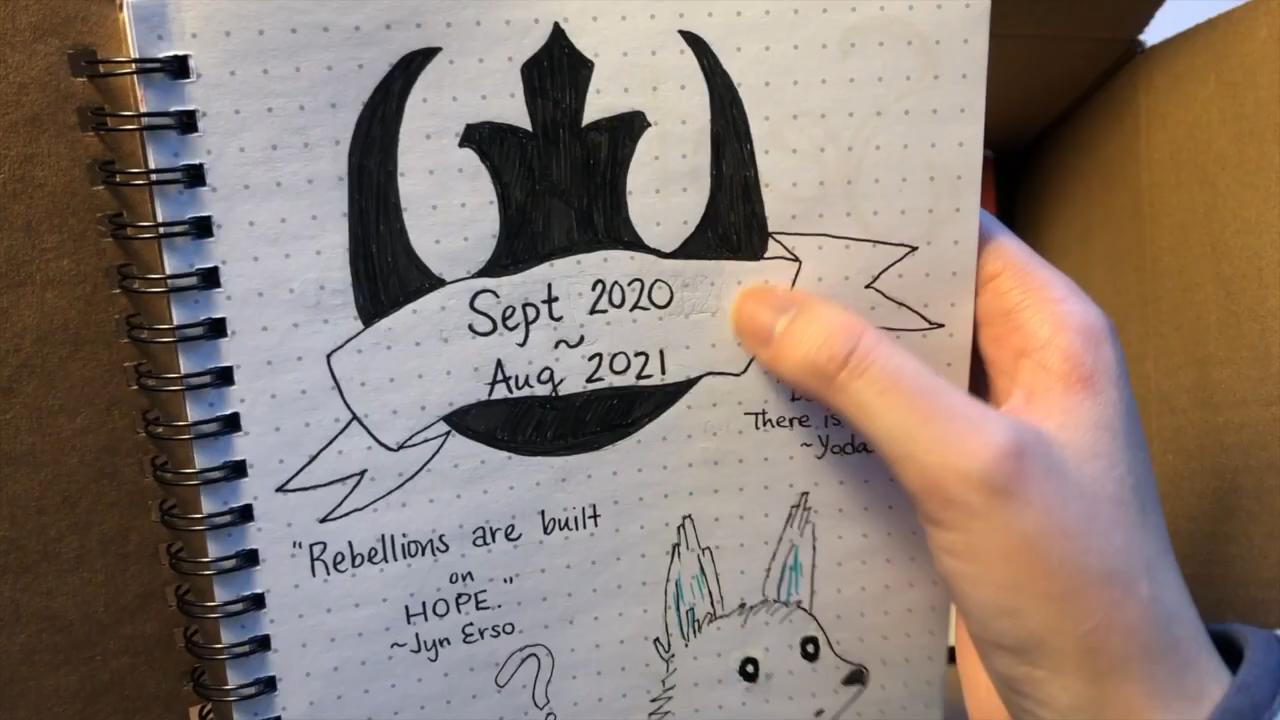 Sept 2020
~
Aug 2021
There is
~Yoda
"Rebellions are built
on
HOPE."
~Jyn Erso
?